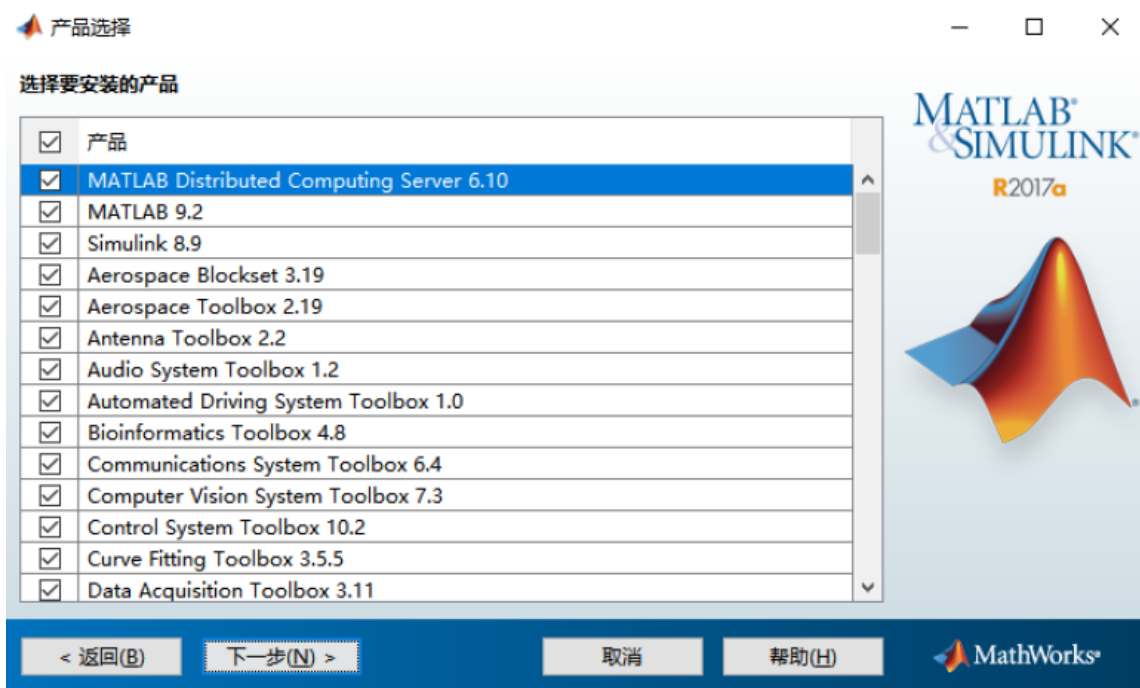 产品选择
选择要安装的产品
MATLAB®
&SIMULINK®
R2017a
产品
MATLAB Distributed Computing Server 6.10
MATLAB 9.2
Simulink 8.9
Aerospace Blockset 3.19
Aerospace Toolbox 2.19
Antenna Toolbox 2.2
Audio System Toolbox 1.2
Automated Driving System Toolbox 1.0
Bioinformatics Toolbox 4.8
Communications System Toolbox 6.4
Computer Vision System Toolbox 7.3
Control System Toolbox 10.2
Curve Fitting Toolbox 3.5.5
Data Acquisition Toolbox 3.11
< 返回(B) 下一步(N) > 取消 帮助(H) MathWorks®